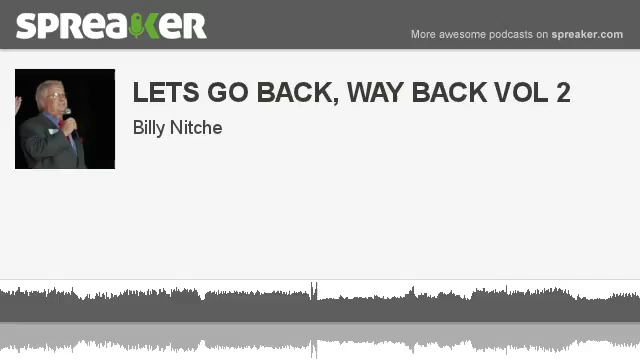 SPREAKER
More awesome podcasts on spreaker.com
LETS GO BACK, WAY BACK VOL 2
Billy Nitche